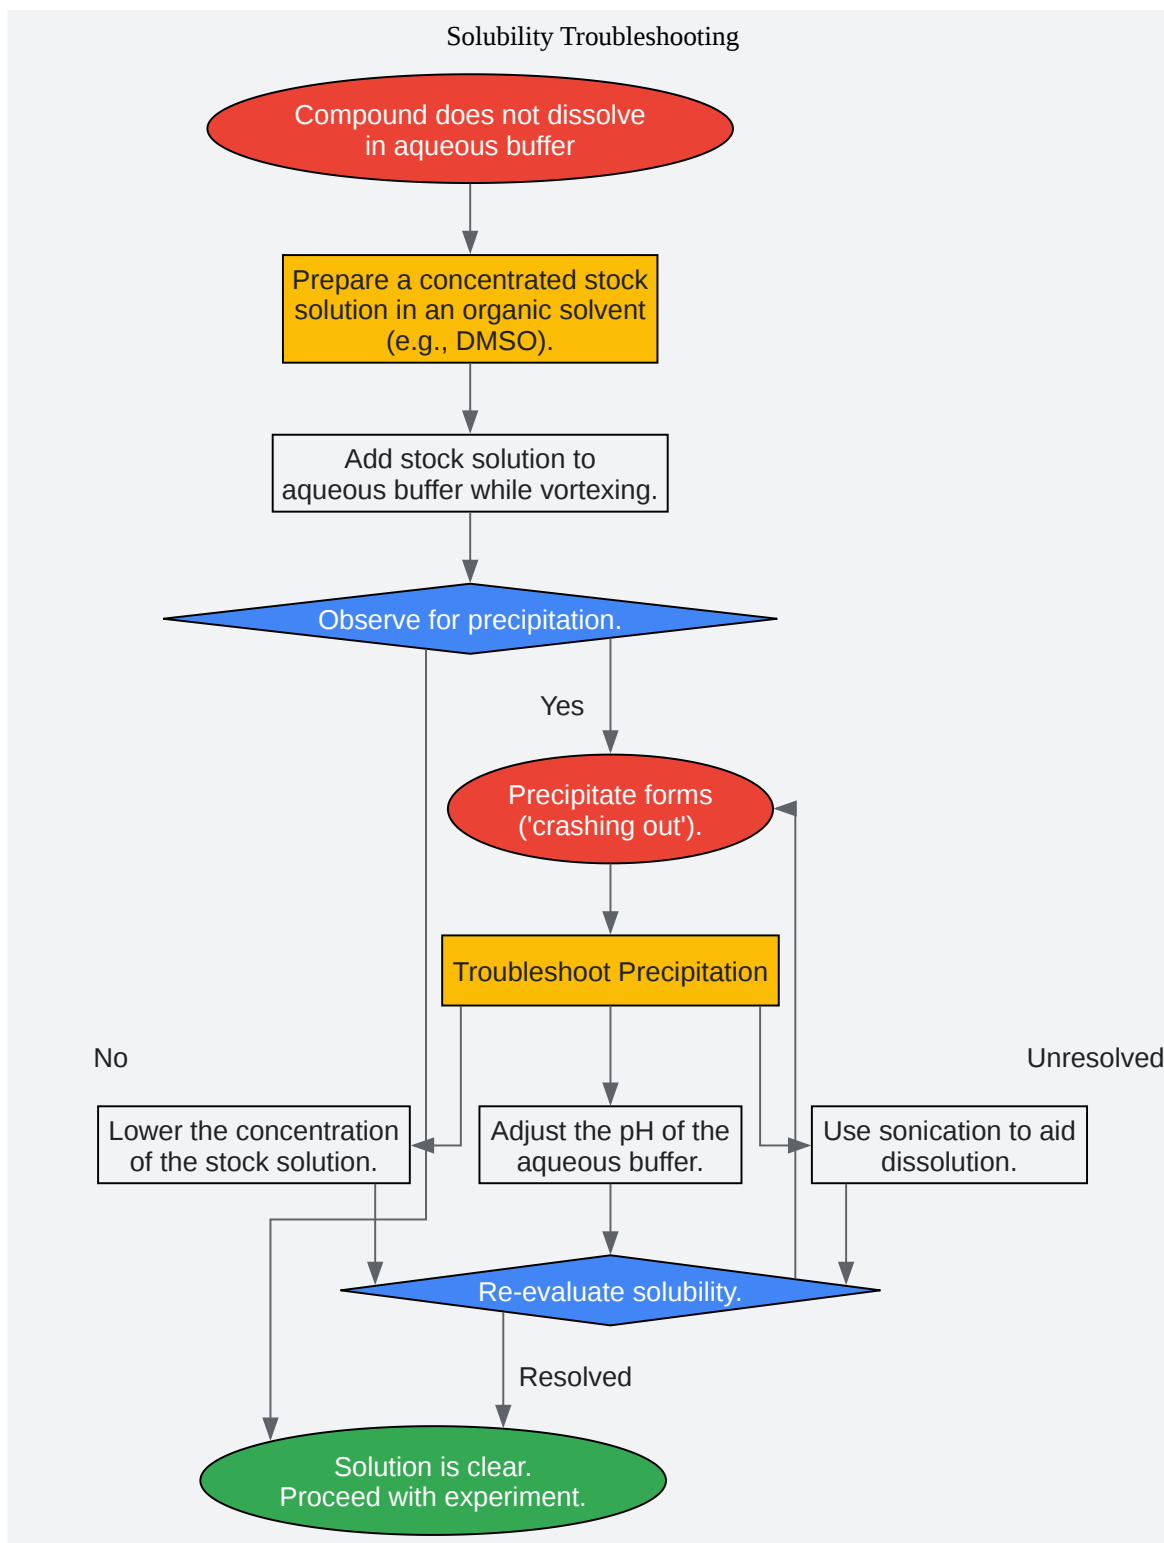 Solubility Troubleshooting
Compound does not dissolve
in aqueous buffer
Prepare a concentrated stock
solution in an organic solvent
(e.g., DMSO).
Add stock solution to
aqueous buffer while vortexing.
Observe for precipitation.
Yes
Precipitate forms
('crashing out').
Troubleshoot Precipitation
No
Unresolved
Lower the concentration
of the stock solution.
Adjust the pH of the
aqueous buffer.
Use sonication to aid
dissolution.
Re-evaluate solubility.
Resolved
Solution is clear.
Proceed with experiment.